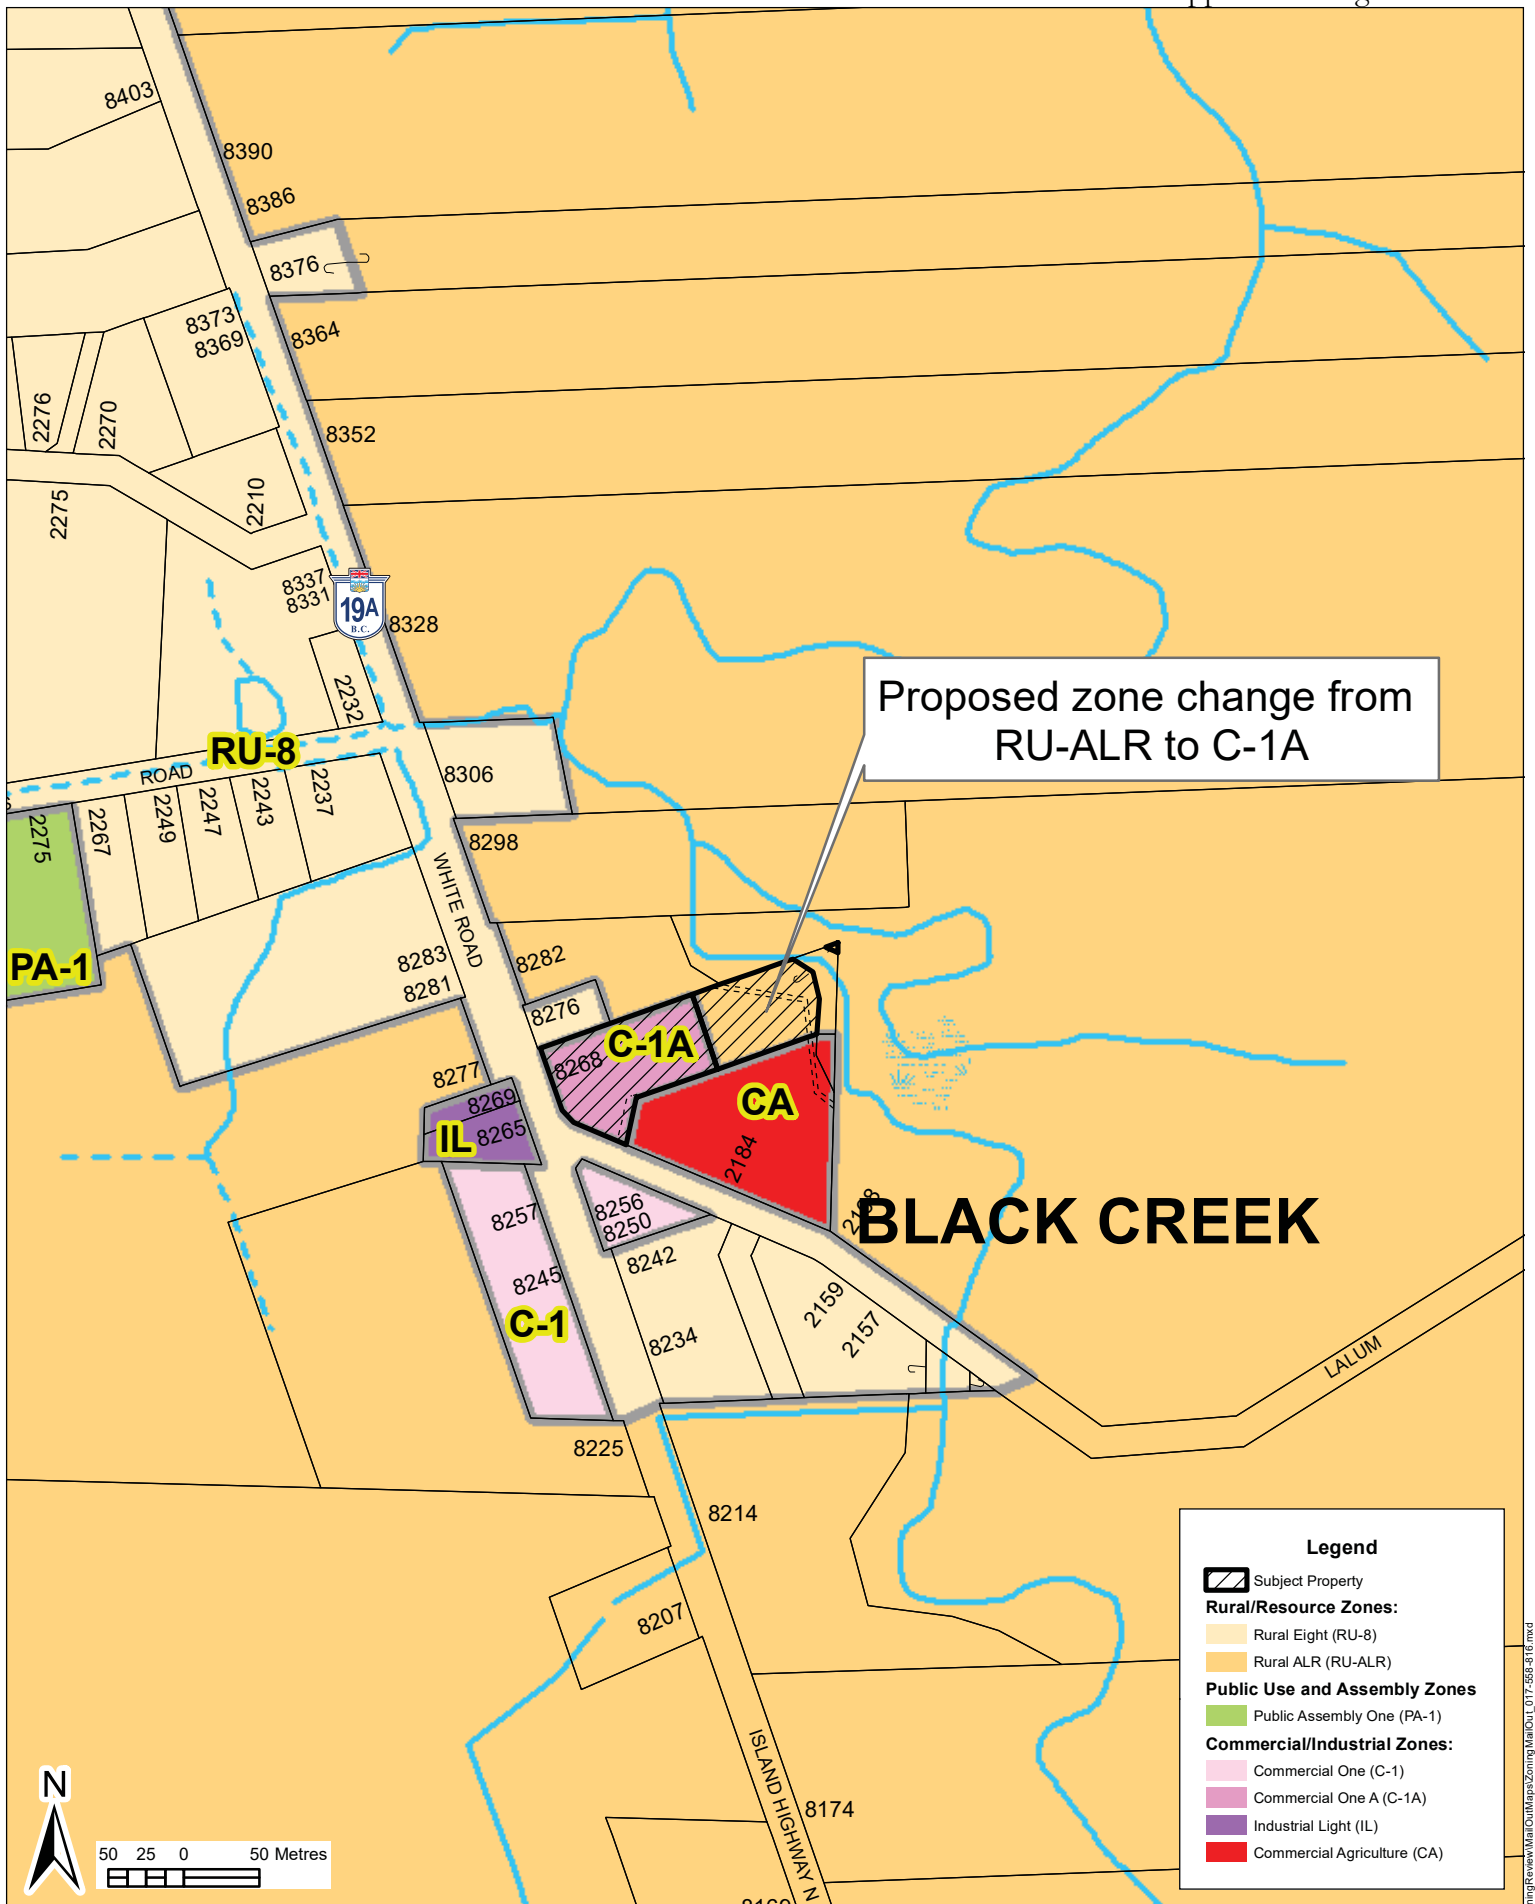 8403
8390
8386
8376
8373
8369
8364
2276
2270
8352
2275
2210
8337
8331
19A
B.C.
8328
2232
Proposed zone change from
RU-ALR to C-1A
RU-8
ROAD
8306
2275
2267
2249
2247
2243
2237
8298
WHITE ROAD
PA-1
8283
8281
8282
8276
C-1A
8268
8277
8269
IL
8265
CA
2184
8257
8256
8250
BLACK CREEK
8242
8245
C-1
8234
2159
2157
LALUM
8225
8214
8207
ISLAND HIGHWAY N
8174
N
50 25 0 50 Metres
Legend
Subject Property
Rural/Resource Zones:
Rural Eight (RU-8)
Rural ALR (RU-ALR)
Public Use and Assembly Zones
Public Assembly One (PA-1)
Commercial/Industrial Zones:
Commercial One (C-1)
Commercial One A (C-1A)
Industrial Light (IL)
Commercial Agriculture (CA)